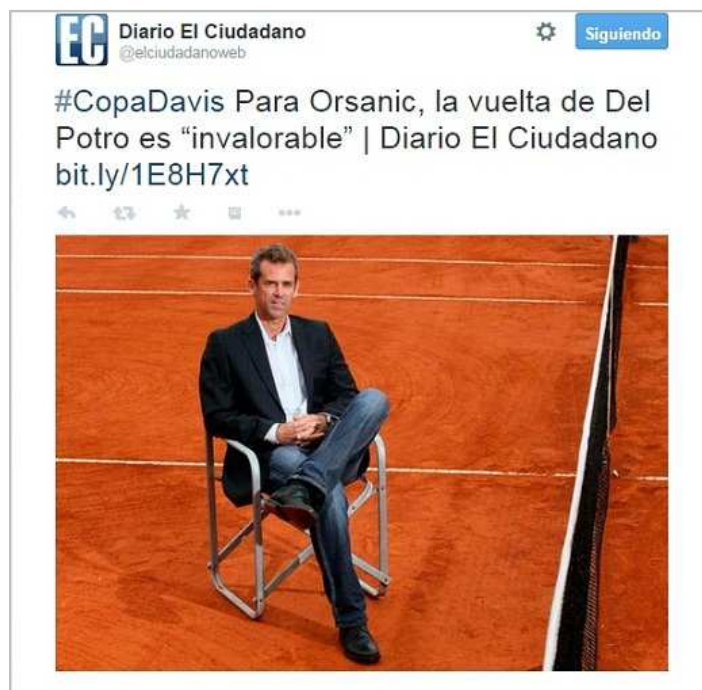 EC
Diario El Ciudadano
@elciudadanoweb
Siguiendo
#CopaDavis Para Orsanic, la vuelta de Del
Potro es “invalorable” | Diario El Ciudadano
bit.ly/1E8H7xt